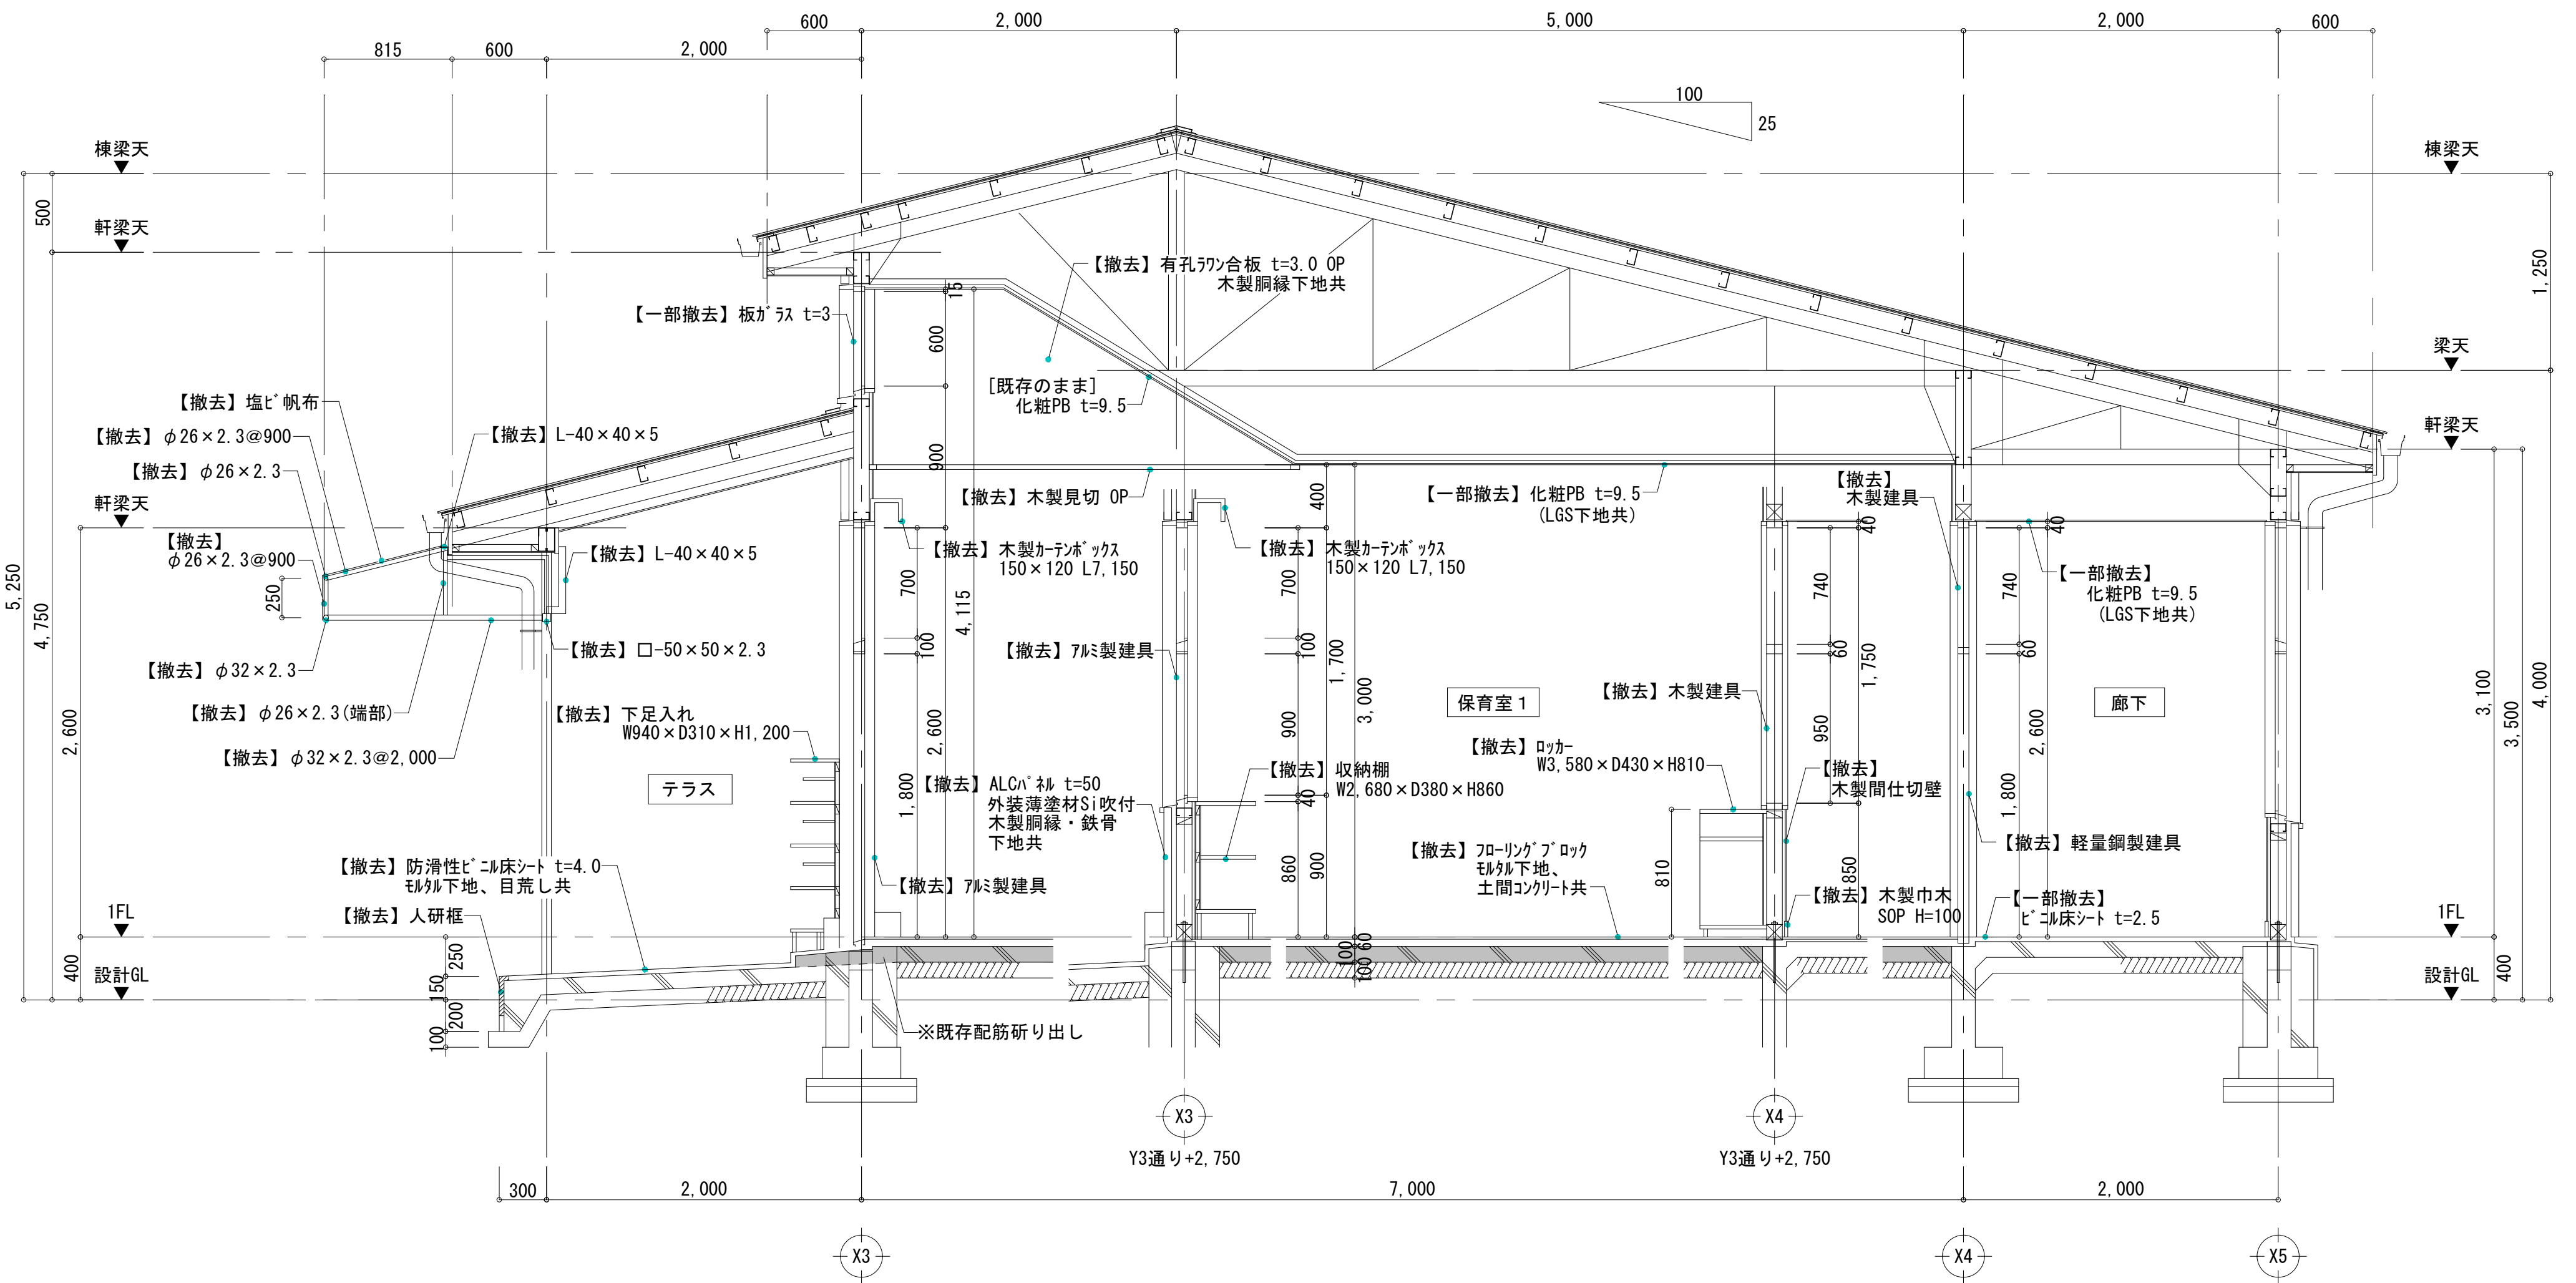 600
2,000
5,000
2,000
600
815
600
2,000
100
25
棟梁天
軒梁天
軒梁天
1FL
設計GL
500
5,250
4,750
2,600
400
棟梁天
梁天
軒梁天
1FL
設計GL
1,250
4,000
3,500
3,100
400
【撤去】有孔ﾗﾜﾝ合板 t=3.0 OP
木製胴縁下地共
【一部撤去】板ｶﾞﾗｽ t=3
[既存のまま]
化粧PB t=9.5
【撤去】塩ﾋﾞ帆布
【撤去】φ26×2.3@900
【撤去】φ26×2.3
【撤去】
φ26×2.3@900
250
【撤去】L-40×40×5
【撤去】L-40×40×5
【撤去】ロ-50×50×2.3
【撤去】φ32×2.3
【撤去】φ26×2.3(端部)
【撤去】φ32×2.3@2,000
【撤去】下足入れ
W940×D310×H1,200
テラス
【撤去】防滑性ﾋﾞﾆﾙ床ｼｰﾄ t=4.0
ﾓﾙﾀﾙ下地、目荒し共
【撤去】人研框
250
150
200
100
15
600
900
700
100
4,115
2,600
1,800
【撤去】木製見切 OP
【撤去】木製ｶｰﾃﾝﾎﾞｯｸｽ
150×120 L7,150
【撤去】木製ｶｰﾃﾝﾎﾞｯｸｽ
150×120 L7,150
【撤去】ｱﾙﾐ製建具
【撤去】ALCﾊﾟﾈﾙ t=50
外装薄塗材Si吹付
木製胴縁・鉄骨
下地共
【撤去】ｱﾙﾐ製建具
※既存配筋斫り出し
400
700
100
1,700
3,000
900
40
860
900
100
60
100
【撤去】収納棚
W2,680×D380×H860
【一部撤去】化粧PB t=9.5
(LGS下地共)
保育室1
【撤去】木製建具
【撤去】ﾛｯｶｰ
W3,580×D430×H810
【撤去】ﾌﾛｰﾘﾝｸﾞﾌﾞﾛｯｸ
ﾓﾙﾀﾙ下地、
土間ｺﾝｸﾘｰﾄ共
810
【撤去】
木製建具
40
740
60
1,750
950
850
【撤去】
木製間仕切壁
【撤去】木製巾木
SOP H=100
40
740
60
2,600
1,800
【一部撤去】
化粧PB t=9.5
(LGS下地共)
廊下
【撤去】軽量鋼製建具
【一部撤去】
ﾋﾞﾆﾙ床ｼｰﾄ t=2.5
X3
Y3通り+2,750
X4
Y3通り+2,750
300
2,000
7,000
2,000
X3
X4
X5